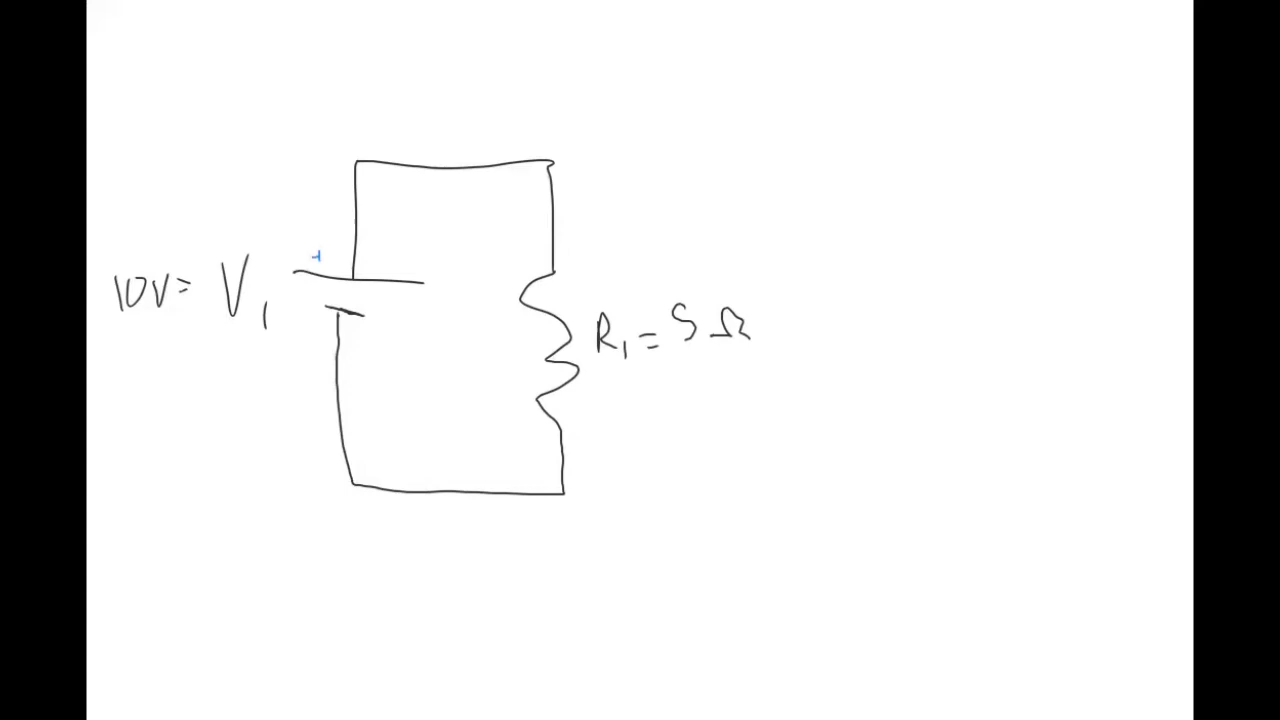 +
10V = V₁
R₁ = 5 Ω